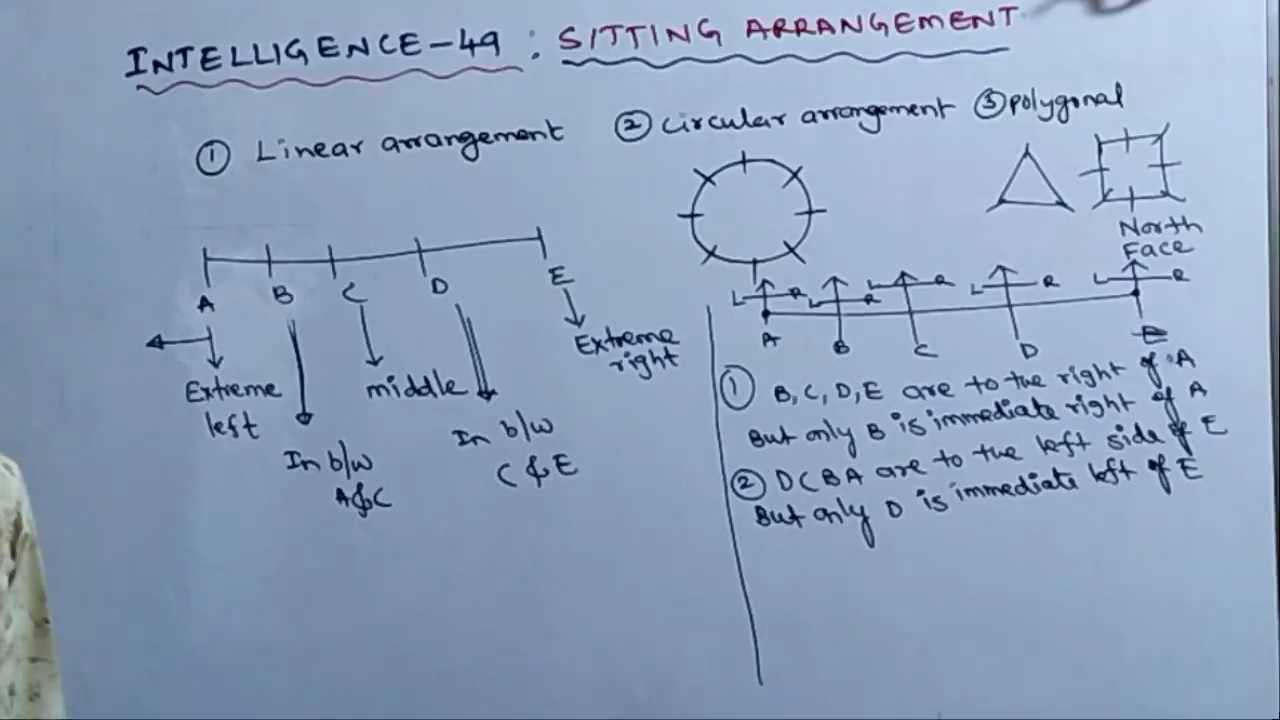 INTELLIGENCE-49 : SITTING ARRANGEMENT
① Linear arrangement ② Circular arrangement ③ polygonal
A B C D E
Extreme left
In b/w A&C
middle
In b/w C & E
Extreme right
North Face
L R L R L R L R L R
A B C D E
① B, C, D, E are to the right of A
But only B is immediate right of A
② D C B A are to the left side of E
But only D is immediate left of E